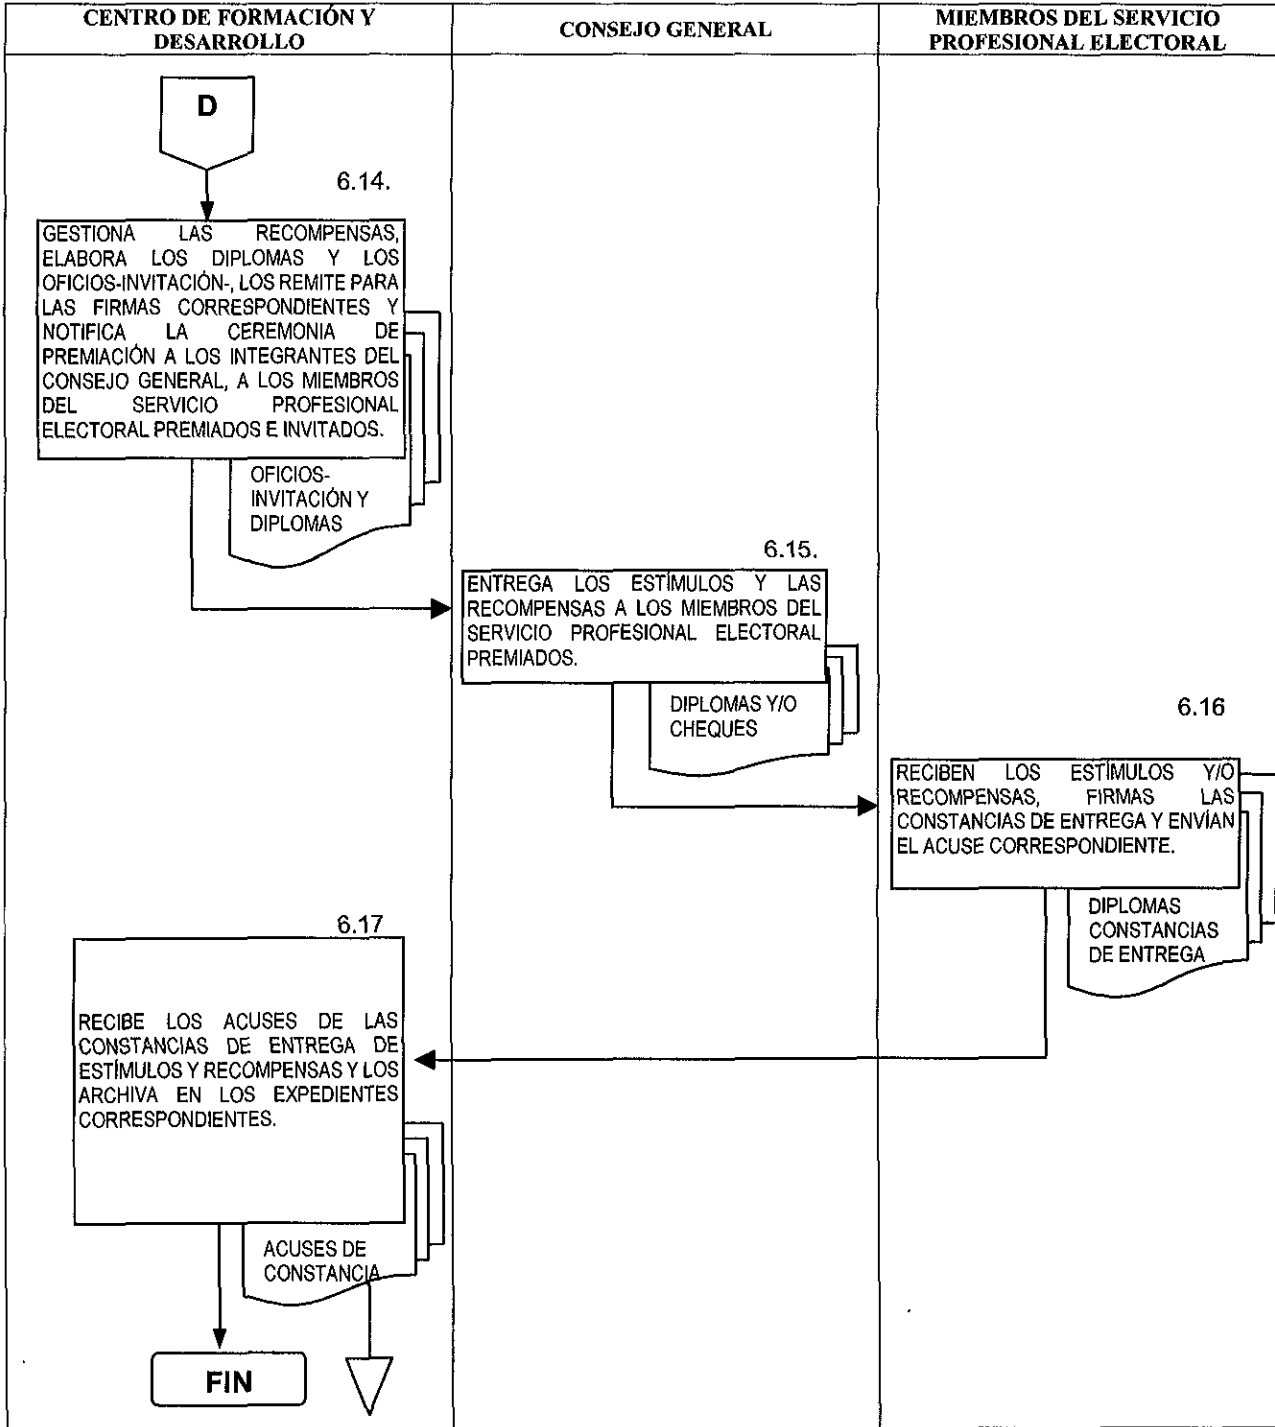 CENTRO DE FORMACIÓN Y
DESARROLLO
CONSEJO GENERAL
MIEMBROS DEL SERVICIO
PROFESIONAL ELECTORAL
D
6.14.
GESTIONA LAS RECOMPENSAS,
ELABORA LOS DIPLOMAS Y LOS
OFICIOS-INVITACIÓN-, LOS REMITE PARA
LAS FIRMAS CORRESPONDIENTES Y
NOTIFICA LA CEREMONIA DE
PREMIACIÓN A LOS INTEGRANTES DEL
CONSEJO GENERAL, A LOS MIEMBROS
DEL SERVICIO PROFESIONAL
ELECTORAL PREMIADOS E INVITADOS.
OFICIOS-
INVITACIÓN Y
DIPLOMAS
6.15.
ENTREGA LOS ESTÍMULOS Y LAS
RECOMPENSAS A LOS MIEMBROS DEL
SERVICIO PROFESIONAL ELECTORAL
PREMIADOS.
DIPLOMAS Y/O
CHEQUES
6.16
RECIBEN LOS ESTÍMULOS Y/O
RECOMPENSAS, FIRMAS LAS
CONSTANCIAS DE ENTREGA Y ENVÍAN
EL ACUSE CORRESPONDIENTE.
DIPLOMAS
CONSTANCIAS
DE ENTREGA
6.17
RECIBE LOS ACUSES DE LAS
CONSTANCIAS DE ENTREGA DE
ESTÍMULOS Y RECOMPENSAS Y LOS
ARCHIVA EN LOS EXPEDIENTES
CORRESPONDIENTES.
ACUSES DE
CONSTANCIA
FIN